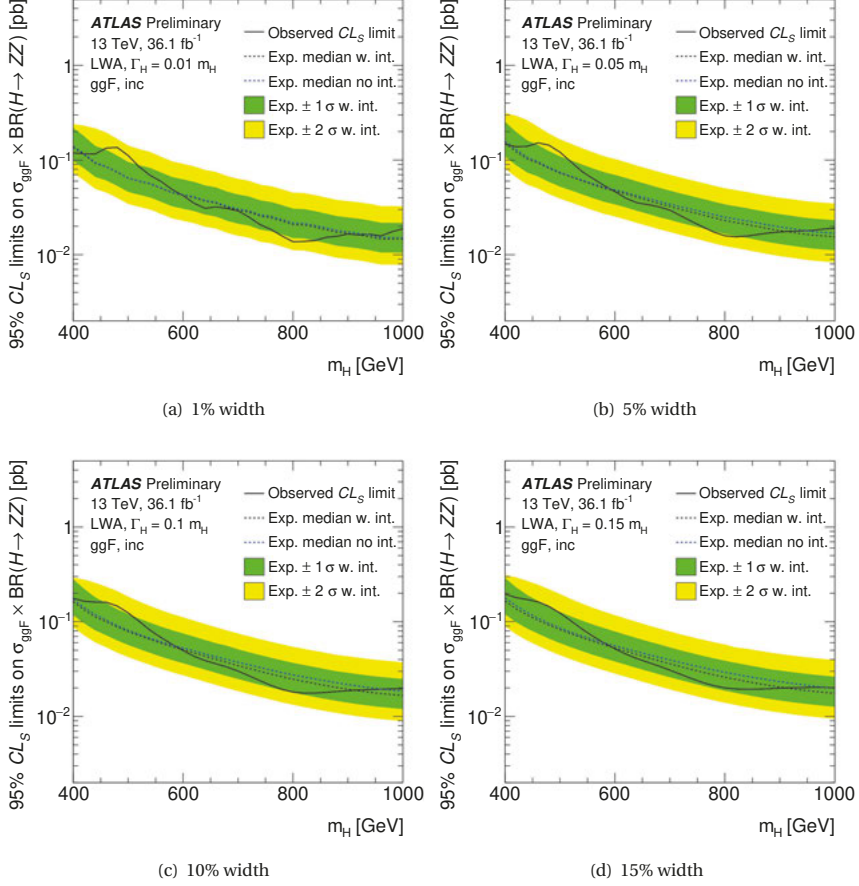 95% CL_S limits on σ_ggF × BR(H → ZZ) [pb]
ATLAS Preliminary
13 TeV, 36.1 fb⁻¹
LWA, Γ_H = 0.01 m_H
ggF, inc
Observed CL_S limit
Exp. median w. int.
Exp. median no int.
Exp. ± 1 σ w. int.
Exp. ± 2 σ w. int.
1
10⁻¹
10⁻²
400 600 800 1000
m_H [GeV]
(a) 1% width
95% CL_S limits on σ_ggF × BR(H → ZZ) [pb]
ATLAS Preliminary
13 TeV, 36.1 fb⁻¹
LWA, Γ_H = 0.05 m_H
ggF, inc
Observed CL_S limit
Exp. median w. int.
Exp. median no int.
Exp. ± 1 σ w. int.
Exp. ± 2 σ w. int.
1
10⁻¹
10⁻²
400 600 800 1000
m_H [GeV]
(b) 5% width
95% CL_S limits on σ_ggF × BR(H → ZZ) [pb]
ATLAS Preliminary
13 TeV, 36.1 fb⁻¹
LWA, Γ_H = 0.1 m_H
ggF, inc
Observed CL_S limit
Exp. median w. int.
Exp. median no int.
Exp. ± 1 σ w. int.
Exp. ± 2 σ w. int.
1
10⁻¹
10⁻²
400 600 800 1000
m_H [GeV]
(c) 10% width
95% CL_S limits on σ_ggF × BR(H → ZZ) [pb]
ATLAS Preliminary
13 TeV, 36.1 fb⁻¹
LWA, Γ_H = 0.15 m_H
ggF, inc
Observed CL_S limit
Exp. median w. int.
Exp. median no int.
Exp. ± 1 σ w. int.
Exp. ± 2 σ w. int.
1
10⁻¹
10⁻²
400 600 800 1000
m_H [GeV]
(d) 15% width